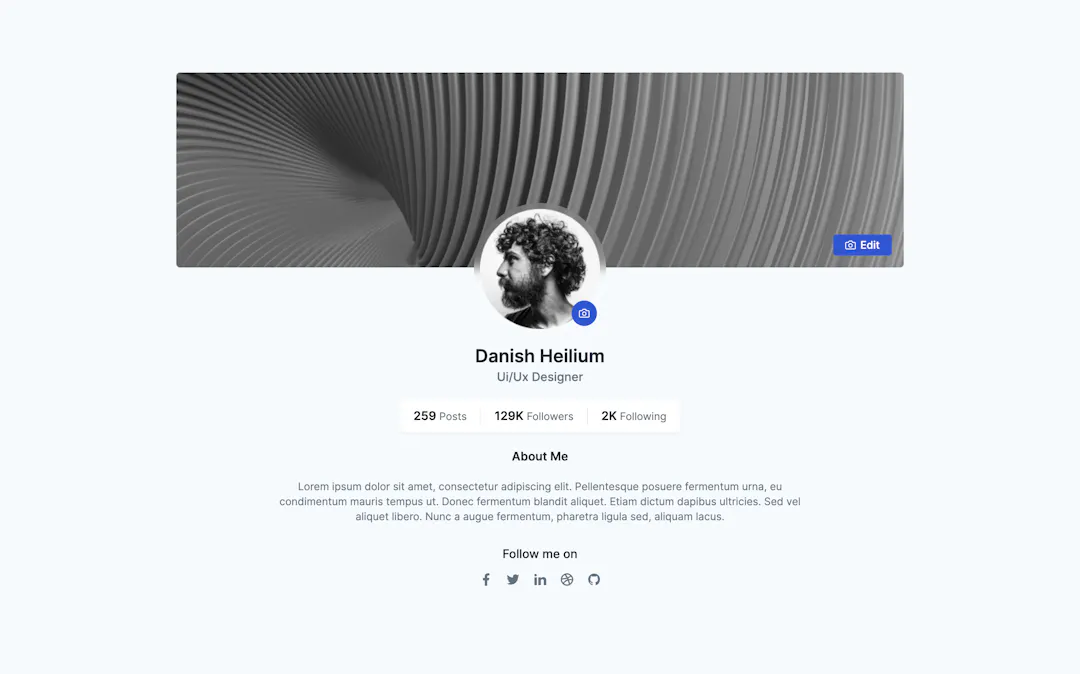 Edit
Danish Heilium
Ui/Ux Designer
259 Posts 129K Followers 2K Following
About Me
Lorem ipsum dolor sit amet, consectetur adipiscing elit. Pellentesque posuere fermentum urna, eu
condimentum mauris tempus ut. Donec fermentum blandit aliquet. Etiam dictum dapibus ultricies. Sed vel
aliquet libero. Nunc a augue fermentum, pharetra ligula sed, aliquam lacus.
Follow me on